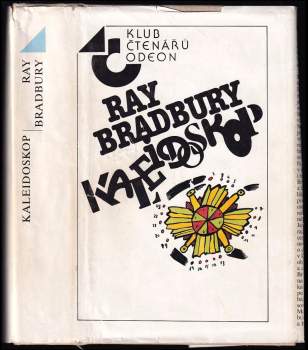 KALEIDOSKOP
RAY
BRADBURY
KLUB
ČTENÁŘŮ
ODEON
RAY
BRADBURY
KALEIDOSKOP